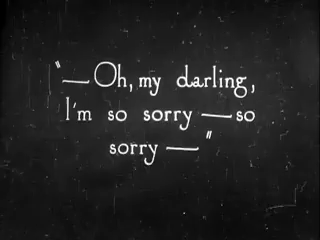 "—Oh, my darling,
I'm so sorry — so
sorry —"